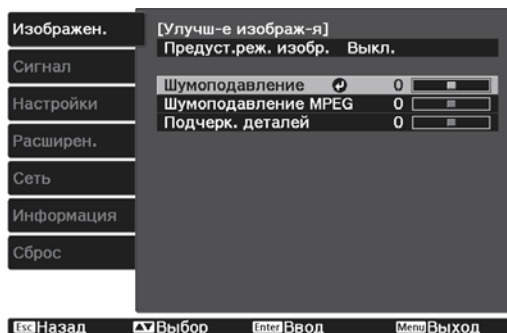 Изображен.
Сигнал
Настройки
Расширен.
Сеть
Информация
Сброс
[Улучш-е изображ-я]
Предуст.реж. изобр. Выкл.
Шумоподавление 0
Шумоподавление MPEG 0
Подчерк. деталей 0
Esc Назад Выбор Enter Ввод Menu Выход